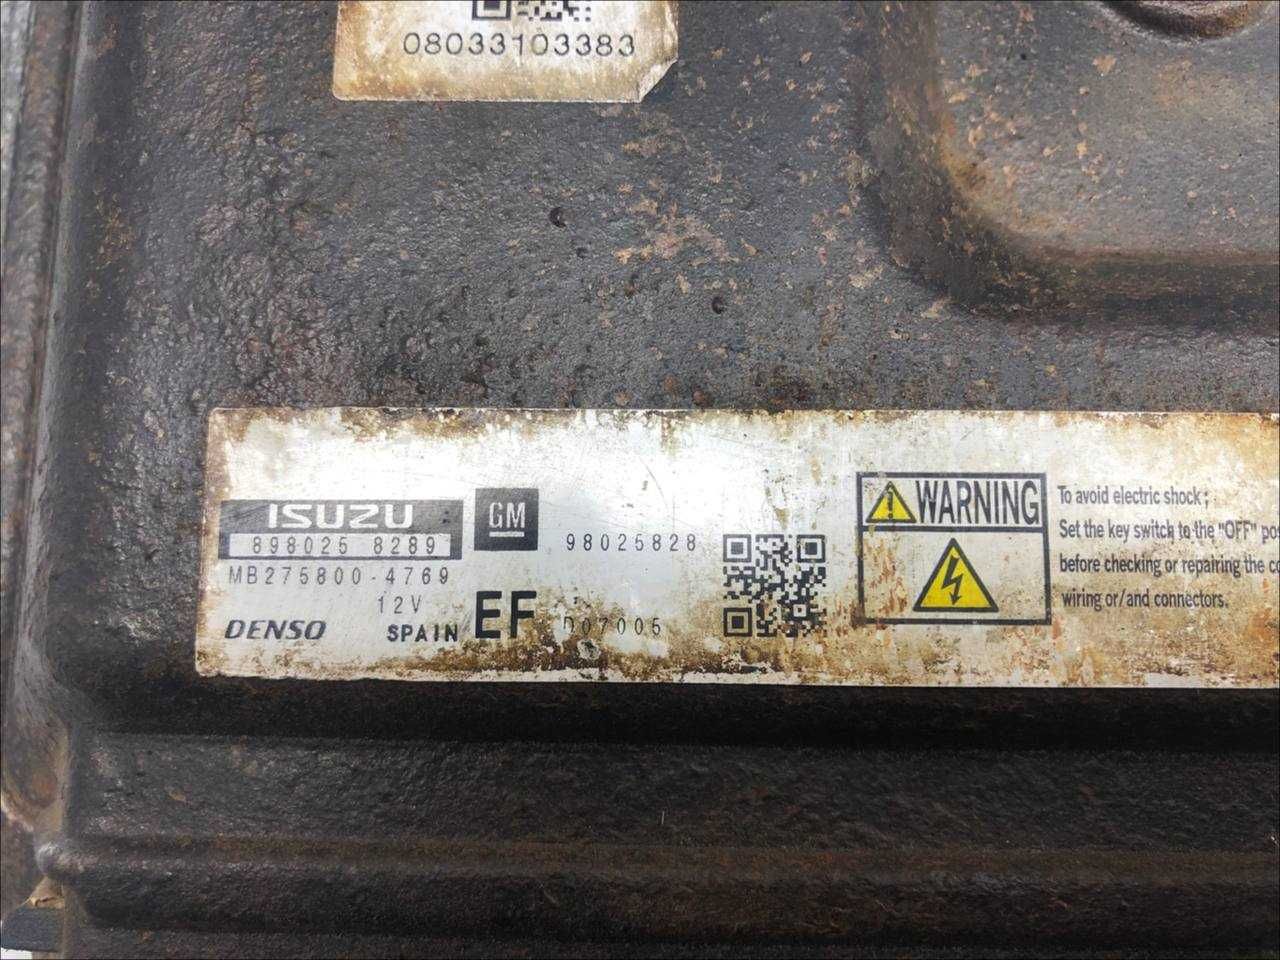 08033103383
ISUZU
898025 8289
MB275800-4769
12V
DENSO
SPAIN
EF
GM
98025828
D07005
WARNING
To avoid electric shock;
Set the key switch to the "OFF" pos
before checking or repairing the co
wiring or/and connectors.